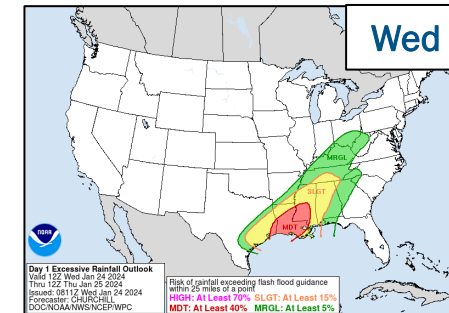 Wed
MRGL
SLGT
MDT
NOAA
Day 1 Excessive Rainfall Outlook
Valid 12Z Wed Jan 24 2024
Thru 12Z Thu Jan 25 2024
Issued: 0811Z Wed Jan 24 2024
Forecaster: CHURCHILL
DOC/NOAA/NWS/NCEP/WPC
Risk of rainfall exceeding flash flood guidance
within 25 miles of a point
HIGH: At Least 70% SLGT: At Least 15%
MDT: At Least 40% MRGL: At Least 5%